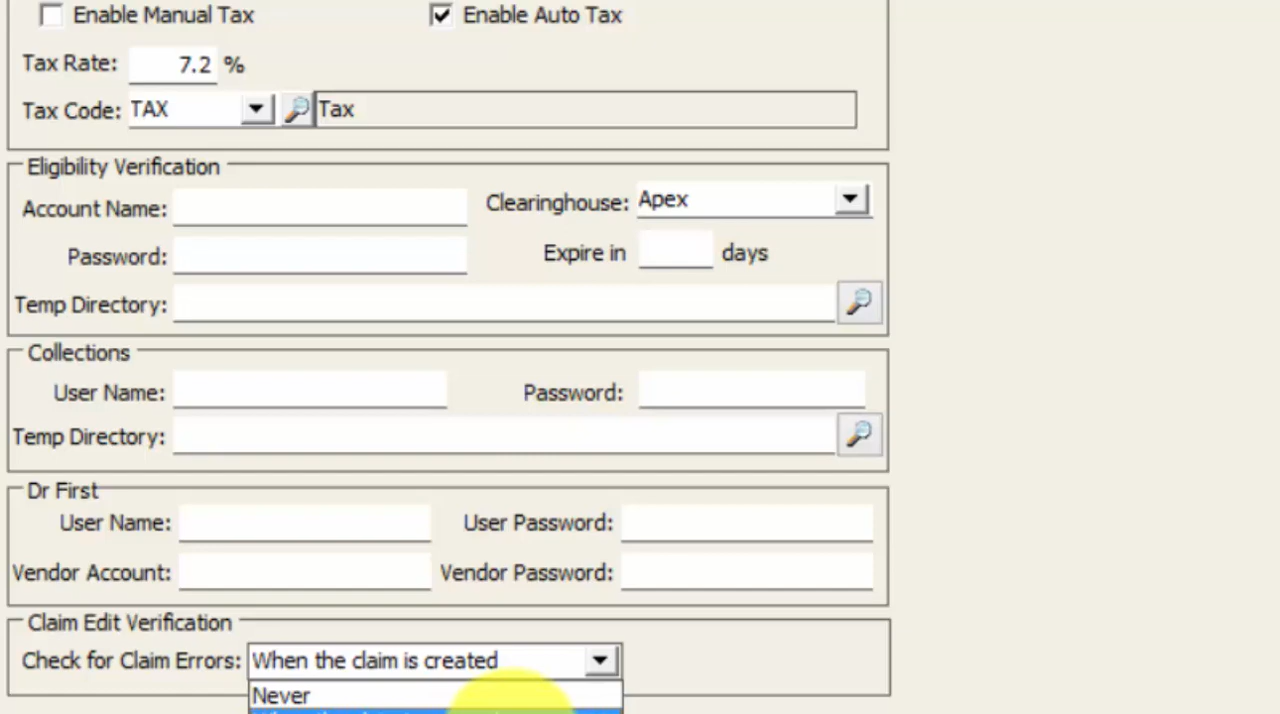 Enable Manual Tax Enable Auto Tax
Tax Rate: 7.2 %
Tax Code: TAX Tax
Eligibility Verification
Account Name: Clearinghouse: Apex
Password: Expire in days
Temp Directory:
Collections
User Name: Password:
Temp Directory:
Dr First
User Name: User Password:
Vendor Account: Vendor Password:
Claim Edit Verification
Check for Claim Errors: When the claim is created
Never